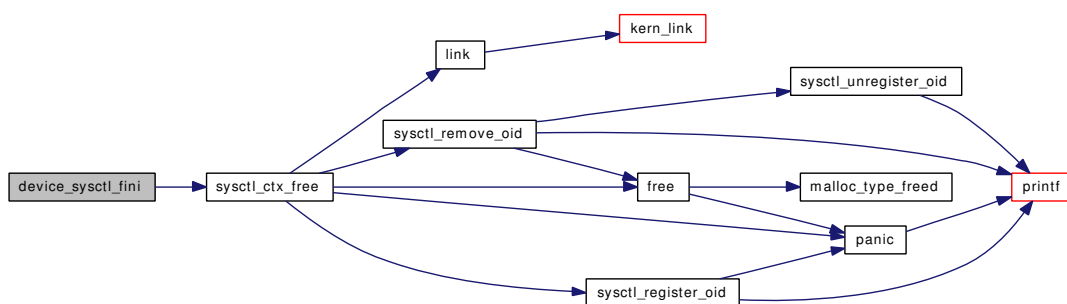 kern_link
link
sysctl_unregister_oid
sysctl_remove_oid
device_sysctl_fini
sysctl_ctx_free
free
malloc_type_freed
printf
panic
sysctl_register_oid